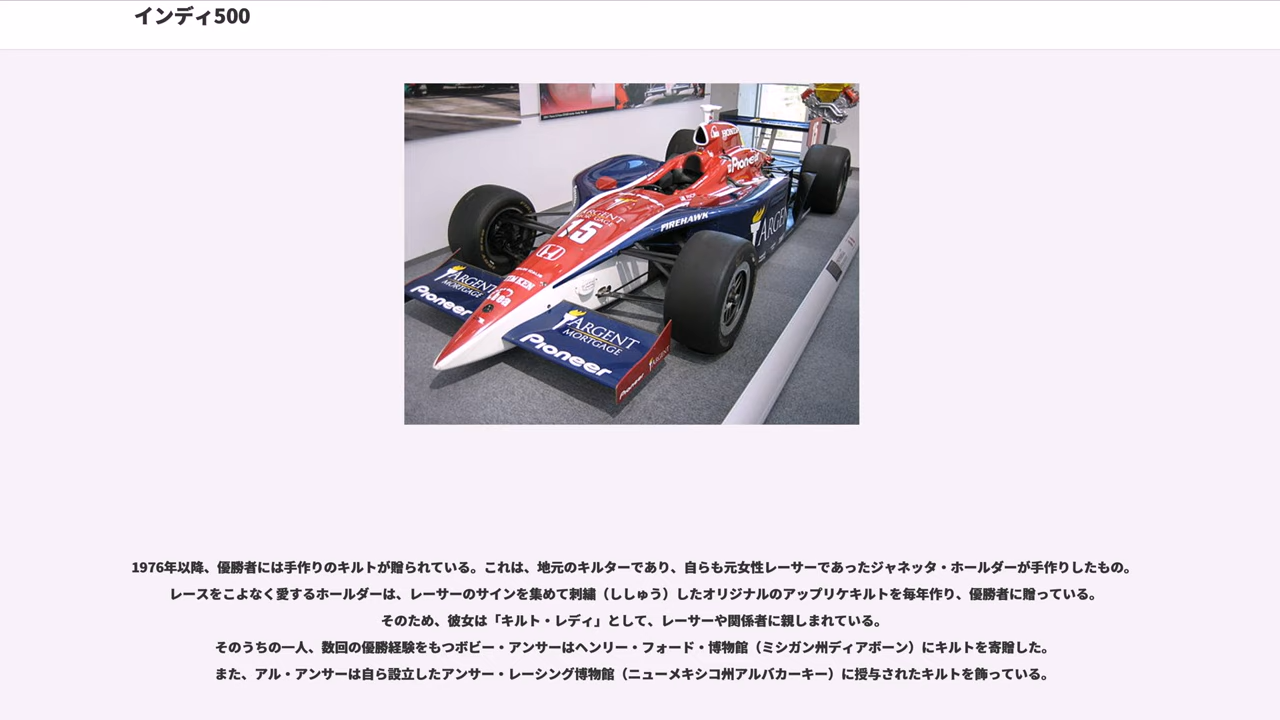 インディ500
HONDA
Pioneer
ARGENT
MORTGAGE
15
FIREHAWK
ARGEN
ARGENT
MORTGAGE
Pioneer
ARGENT
MORTGAGE
Pioneer
ARGENT
Pioneer
1976年以降、優勝者には手作りのキルトが贈られている。これは、地元のキルターであり、自らも元女性レーサーであったジャネッタ・ホールダーが手作りしたもの。
レースをこよなく愛するホールダーは、レーサーのサインを集めて刺繍（ししゅう）したオリジナルのアップリケキルトを毎年作り、優勝者に贈っている。
そのため、彼女は「キルト・レディ」として、レーサーや関係者に親しまれている。
そのうちの一人、数回の優勝経験をもつボビー・アンサーはヘンリー・フォード・博物館（ミシガン州ディアボーン）にキルトを寄贈した。
また、アル・アンサーは自ら設立したアンサー・レーシング博物館（ニューメキシコ州アルバカーキー）に授与されたキルトを飾っている。